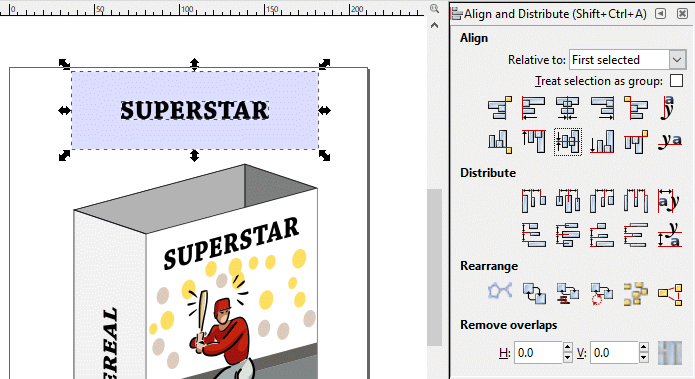 0 50 100 150 200
Align and Distribute (Shift+Ctrl+A)
Align
Relative to: First selected
Treat selection as group:
SUPERSTAR
Distribute
SUPERSTAR
Rearrange
EREAL
Remove overlaps
H: 0.0 V: 0.0